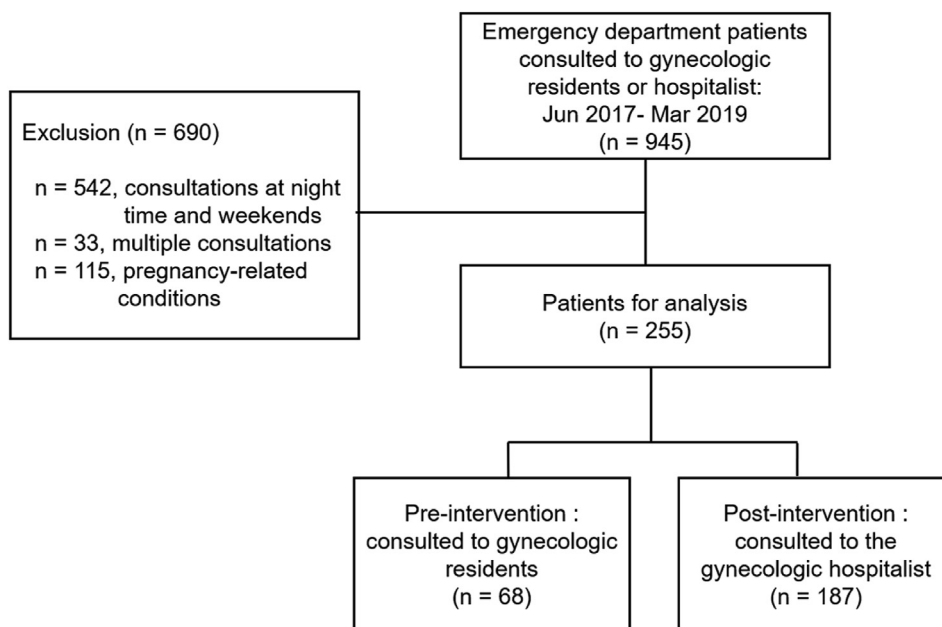 Emergency department patients
consulted to gynecologic
residents or hospitalist:
Jun 2017- Mar 2019
(n = 945)
Exclusion (n = 690)
n = 542, consultations at night
time and weekends
n = 33, multiple consultations
n = 115, pregnancy-related
conditions
Patients for analysis
(n = 255)
Pre-intervention :
consulted to gynecologic
residents
(n = 68)
Post-intervention :
consulted to the
gynecologic hospitalist
(n = 187)